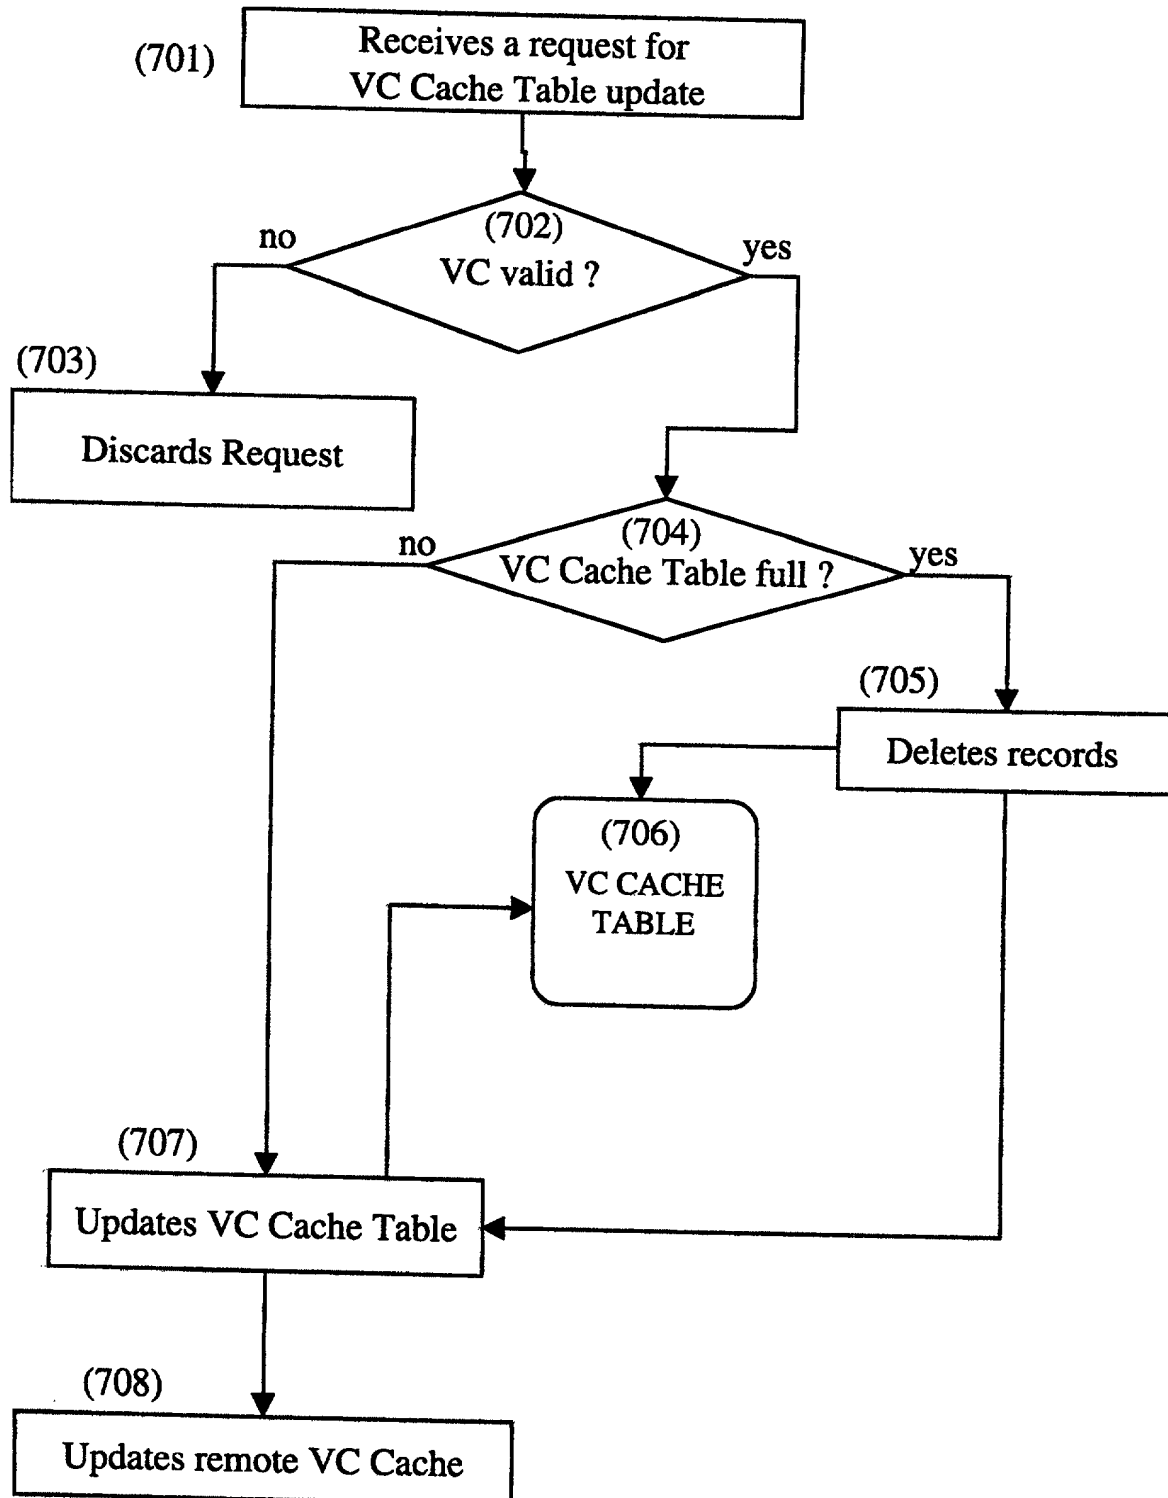 (701)
Receives a request for
VC Cache Table update
(702)
VC valid ?
no
yes
(703)
Discards Request
(704)
VC Cache Table full ?
no
yes
(705)
Deletes records
(706)
VC CACHE
TABLE
(707)
Updates VC Cache Table
(708)
Updates remote VC Cache